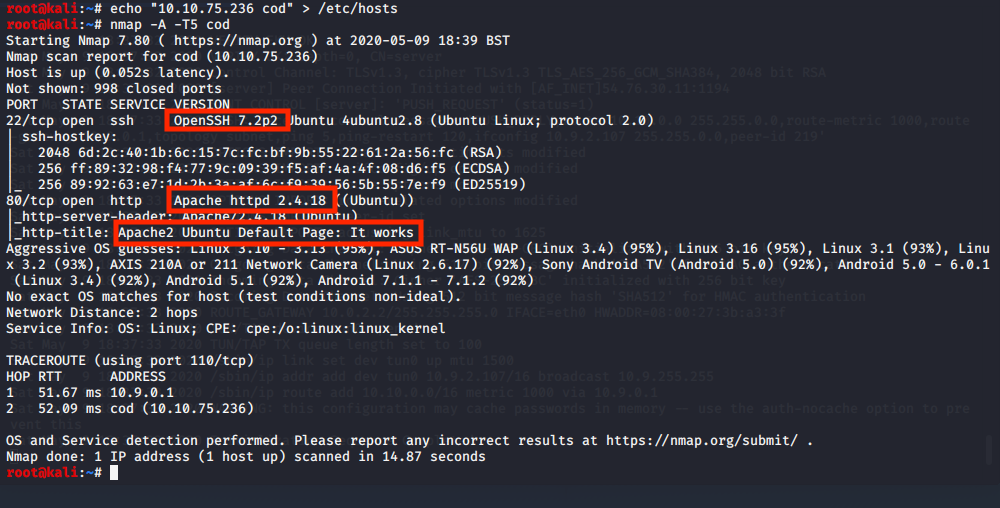 root@kali:~# echo "10.10.75.236 cod" > /etc/hosts
root@kali:~# nmap -A -T5 cod
Starting Nmap 7.80 ( https://nmap.org ) at 2020-05-09 18:39 BST
Nmap scan report for cod (10.10.75.236)
Host is up (0.052s latency).
Not shown: 998 closed ports
PORT   STATE SERVICE VERSION
22/tcp open  ssh     OpenSSH 7.2p2 Ubuntu 4ubuntu2.8 (Ubuntu Linux; protocol 2.0)
| ssh-hostkey:
|   2048 6d:2c:40:1b:6c:15:7c:fc:bf:9b:55:22:61:2a:56:fc (RSA)
|   256 ff:89:32:98:f4:77:9c:09:39:f5:af:4a:4f:08:d6:f5 (ECDSA)
|_  256 89:92:63:e7:1d:2b:3a:af:6c:f9:39:56:5b:55:7e:f9 (ED25519)
80/tcp open  http    Apache httpd 2.4.18 ((Ubuntu))
|_http-server-header: Apache/2.4.18 (Ubuntu)
|_http-title: Apache2 Ubuntu Default Page: It works
Aggressive OS guesses: Linux 3.10 - 3.13 (95%), ASUS RT-N56U WAP (Linux 3.4) (95%), Linux 3.16 (95%), Linux 3.1 (93%), Linu
x 3.2 (93%), AXIS 210A or 211 Network Camera (Linux 2.6.17) (92%), Sony Android TV (Android 5.0) (92%), Android 5.0 - 6.0.1
(Linux 3.4) (92%), Android 5.1 (92%), Android 7.1.1 - 7.1.2 (92%)
No exact OS matches for host (test conditions non-ideal).
Network Distance: 2 hops
Service Info: OS: Linux; CPE: cpe:/o:linux:linux_kernel
TRACEROUTE (using port 110/tcp)
HOP RTT      ADDRESS
1   51.67 ms 10.9.0.1
2   52.09 ms cod (10.10.75.236)
OS and Service detection performed. Please report any incorrect results at https://nmap.org/submit/ .
Nmap done: 1 IP address (1 host up) scanned in 14.87 seconds
root@kali:~#